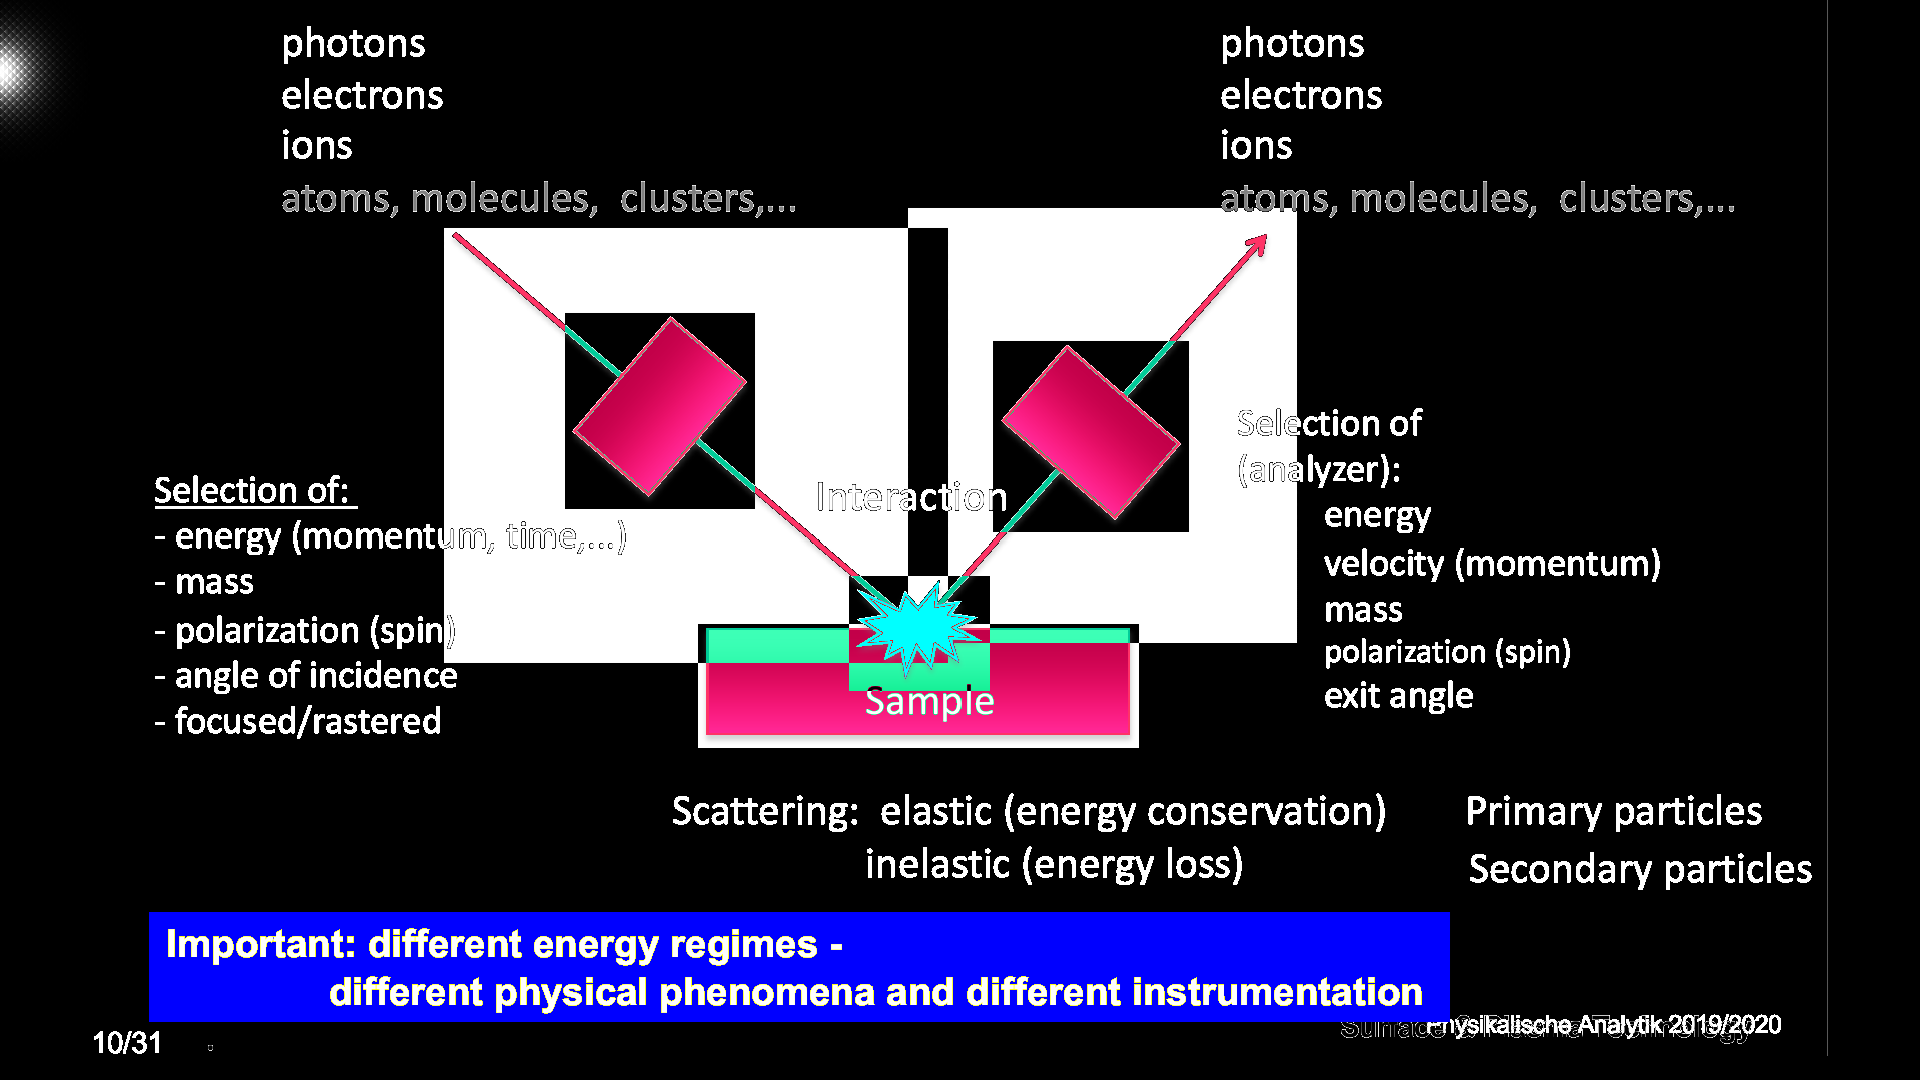 photons
electrons
ions
atoms, molecules,  clusters,...
photons
electrons
ions
atoms, molecules,  clusters,...
Selection of:
- energy (momentum, time,...)
- mass
- polarization (spin)
- angle of incidence
- focused/rastered
Interaction
Sample
Selection of
(analyzer):
energy
velocity (momentum)
mass
polarization (spin)
exit angle
Scattering:  elastic (energy conservation)
inelastic (energy loss)
Primary particles
Secondary particles
Important: different energy regimes -
different physical phenomena and different instrumentation
10/31
Physikalische Analytik 2019/2020
Surface & Plasma Technology